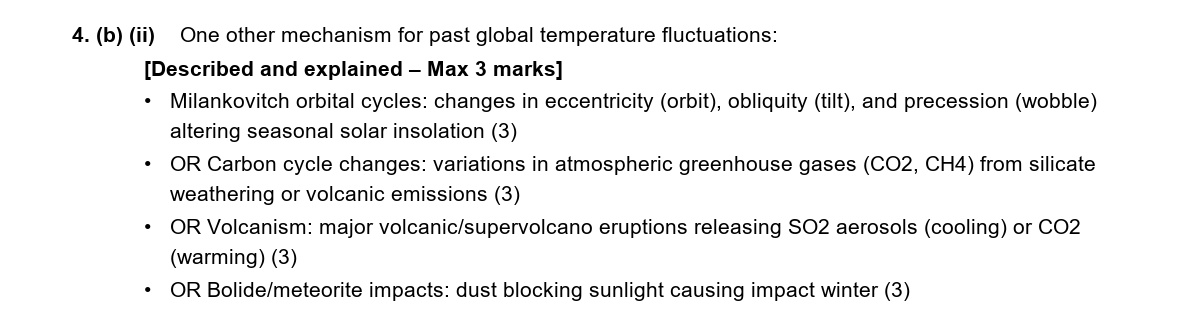 4. (b) (ii) One other mechanism for past global temperature fluctuations:
[Described and explained – Max 3 marks]
• Milankovitch orbital cycles: changes in eccentricity (orbit), obliquity (tilt), and precession (wobble)
altering seasonal solar insolation (3)
• OR Carbon cycle changes: variations in atmospheric greenhouse gases (CO2, CH4) from silicate
weathering or volcanic emissions (3)
• OR Volcanism: major volcanic/supervolcano eruptions releasing SO2 aerosols (cooling) or CO2
(warming) (3)
• OR Bolide/meteorite impacts: dust blocking sunlight causing impact winter (3)